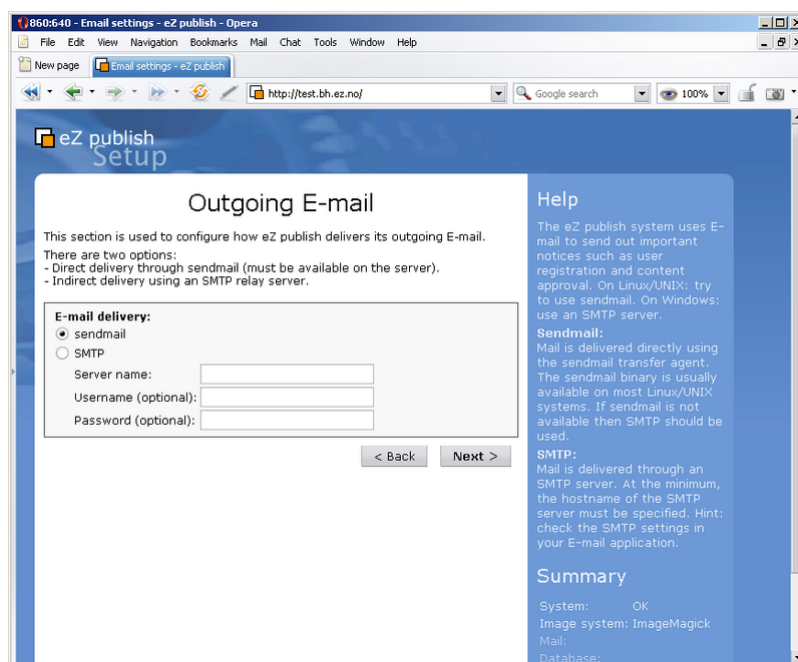 860:640 - Email settings - eZ publish - Opera
File Edit View Navigation Bookmarks Mail Chat Tools Window Help
New page Email settings - eZ publish
http://test.bh.ez.no/ Google search 100%
eZ publish
Setup
Outgoing E-mail
This section is used to configure how eZ publish delivers its outgoing E-mail.
There are two options:
- Direct delivery through sendmail (must be available on the server).
- Indirect delivery using an SMTP relay server.
E-mail delivery:
sendmail
SMTP
Server name:
Username (optional):
Password (optional):
< Back Next >
Help
The eZ publish system uses E-
mail to send out important
notices such as user
registration and content
approval. On Linux/UNIX: try
to use sendmail. On Windows:
use an SMTP server.
Sendmail:
Mail is delivered directly using
the sendmail transfer agent.
The sendmail binary is usually
available on most Linux/UNIX
systems. If sendmail is not
available then SMTP should be
used.
SMTP:
Mail is delivered through an
SMTP server. At the minimum,
the hostname of the SMTP
server must be specified. Hint:
check the SMTP settings in
your E-mail application.
Summary
System: OK
Image system: ImageMagick
Mail:
Database: